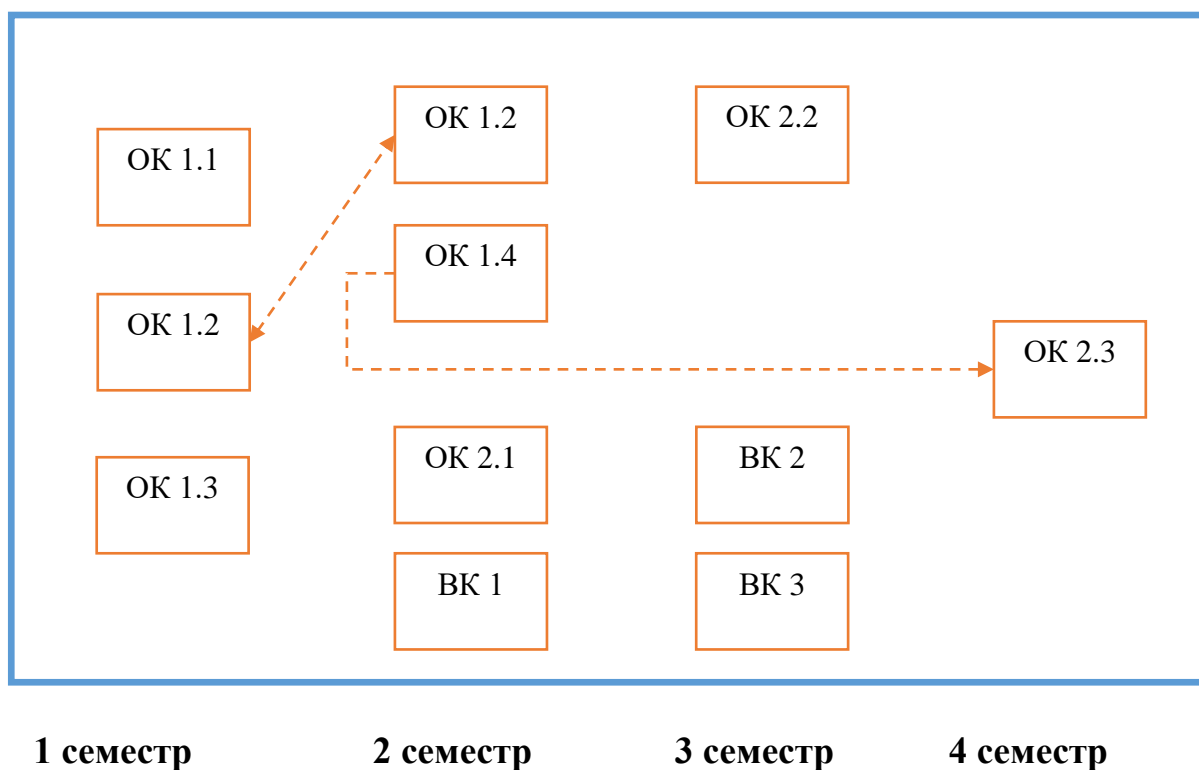 ОК 1.1
ОК 1.2
ОК 1.3
ОК 1.2
ОК 1.4
ОК 2.1
ВК 1
ОК 2.2
ВК 2
ВК 3
ОК 2.3
1 семестр
2 семестр
3 семестр
4 семестр